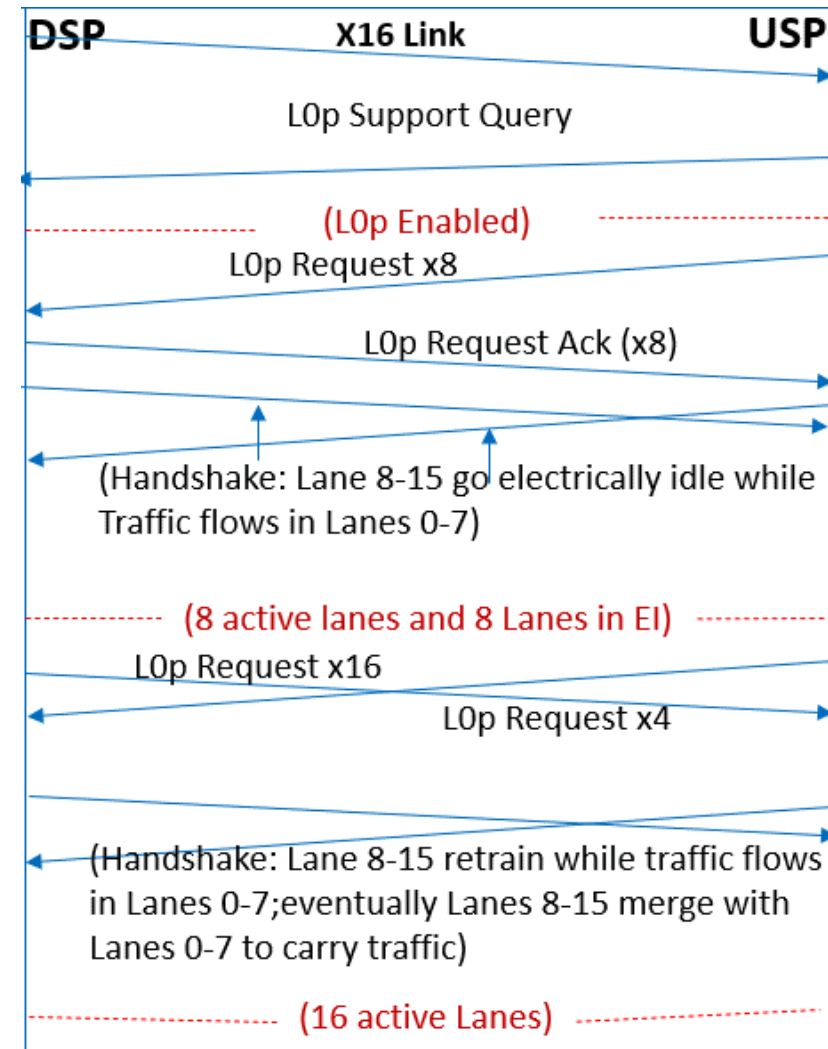 DSP X16 Link USP
L0p Support Query
(L0p Enabled)
L0p Request x8
L0p Request Ack (x8)
(Handshake: Lane 8-15 go electrically idle while
Traffic flows in Lanes 0-7)
(8 active lanes and 8 Lanes in EI)
L0p Request x16
L0p Request x4
(Handshake: Lane 8-15 retrain while traffic flows
in Lanes 0-7;eventually Lanes 8-15 merge with
Lanes 0-7 to carry traffic)
(16 active Lanes)